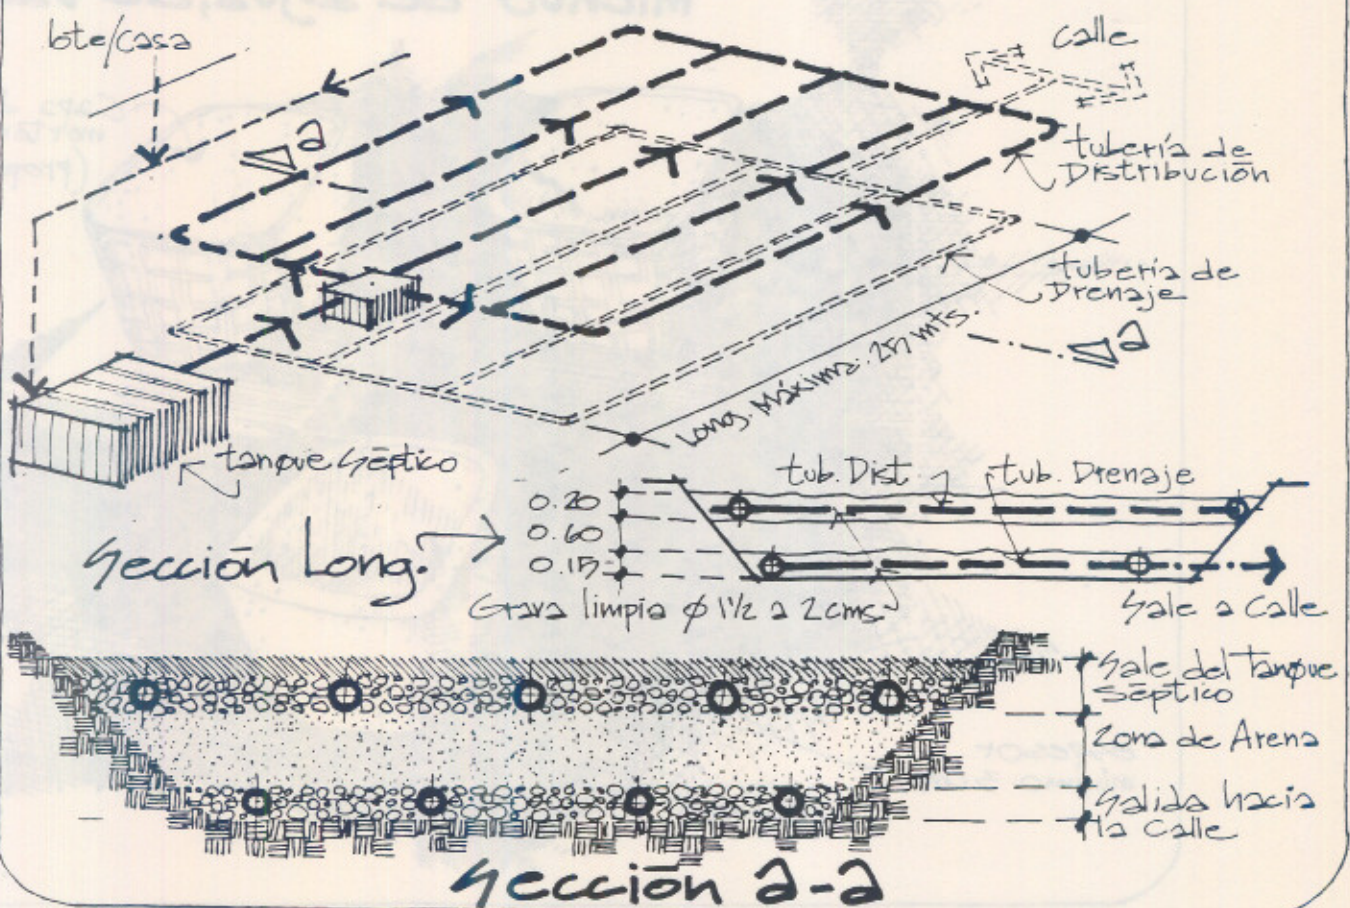 bte/casa
calle
a
tubería de
Distribución
tubería de
Drenaje
a
Long. Máxima: 25 mts.
tanque séptico
tub. Dist
tub. Drenaje
0.20
0.60
0.15
Sección Long.
Grava limpia ϕ 1½ a 2 cms.
Sale a Calle
Sale del Tanque
Séptico
Zona de Arena
Salida hacia
la Calle
Sección a-a